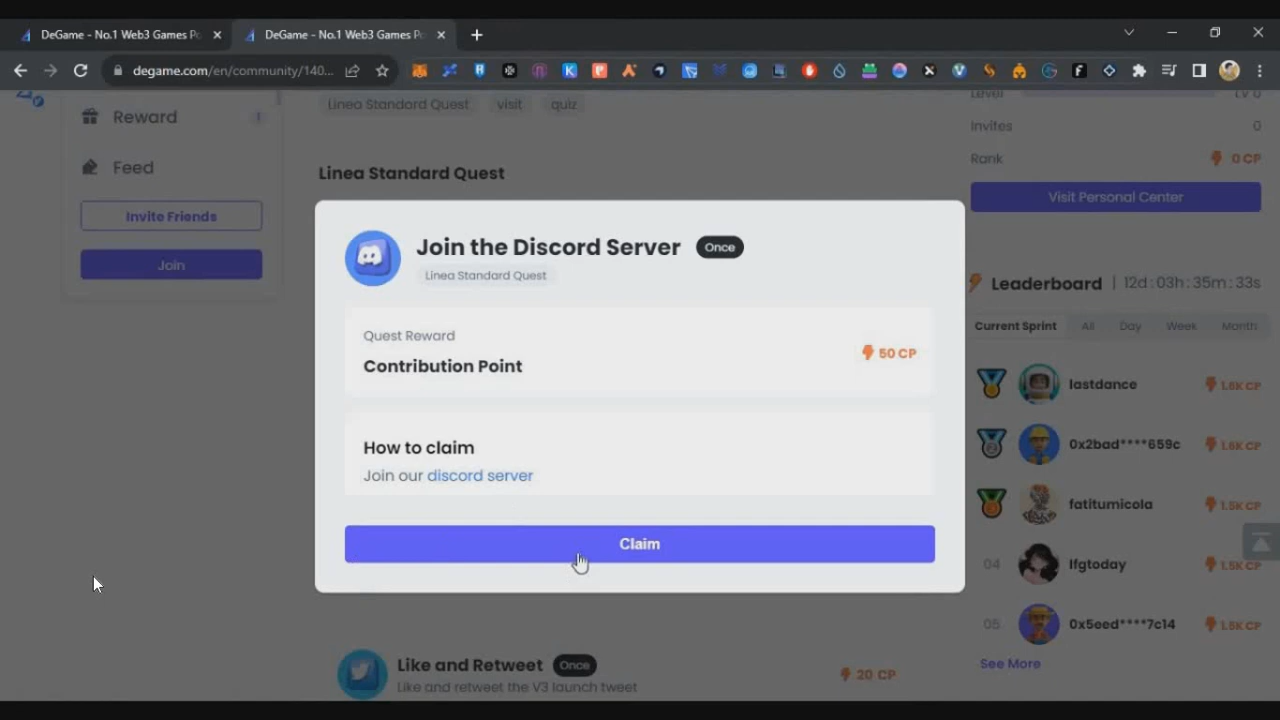 DeGame - No.1 Web3 Games Po
DeGame - No.1 Web3 Games Po
degame.com/en/community/140...
Reward
Feed
Invite Friends
Join
Linea Standard Quest
visit
quiz
Linea Standard Quest
Level
LV 0
Invites
0
Rank
0 CP
Visit Personal Center
Join the Discord Server
Once
Linea Standard Quest
Quest Reward
Contribution Point
50 CP
How to claim
Join our discord server
Claim
Leaderboard | 12d : 03h : 35m : 33s
Current Sprint
All
Day
Week
Month
lastdance
1.6K CP
0x2bad****659c
1.6K CP
fatitumicola
1.5K CP
04
lfgtoday
1.5K CP
05
0x5eed****7c14
1.5K CP
See More
Like and Retweet
Once
Like and retweet the V3 launch tweet
20 CP